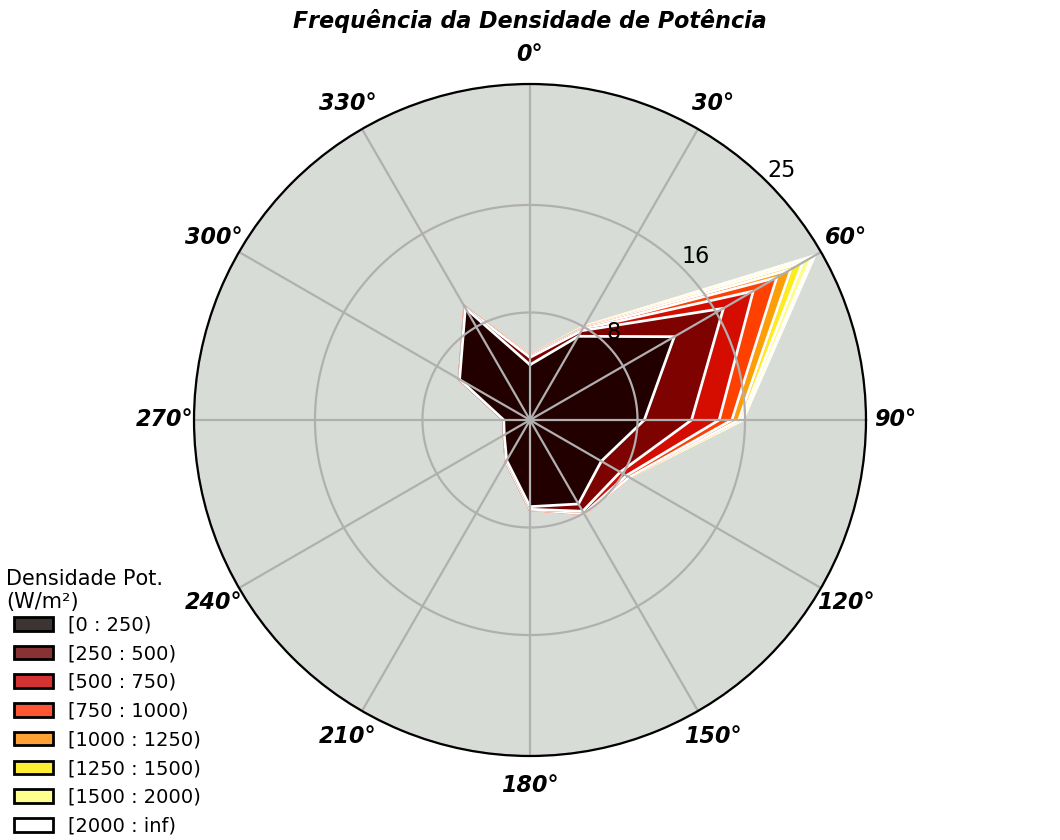 Frequência da Densidade de Potência
0°
330°
30°
25
300°
60°
16
8
270°
90°
Densidade Pot.
(W/m²)
240°
120°
[0 : 250)
[250 : 500)
[500 : 750)
[750 : 1000)
210°
150°
[1000 : 1250)
[1250 : 1500)
180°
[1500 : 2000)
[2000 : inf)